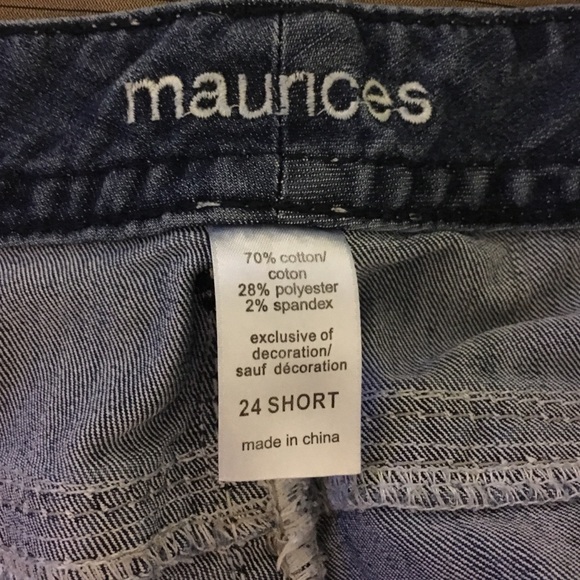 maurices
70% cotton/
coton
28% polyester
2% spandex
exclusive of
decoration/
sauf décoration
24 SHORT
made in china